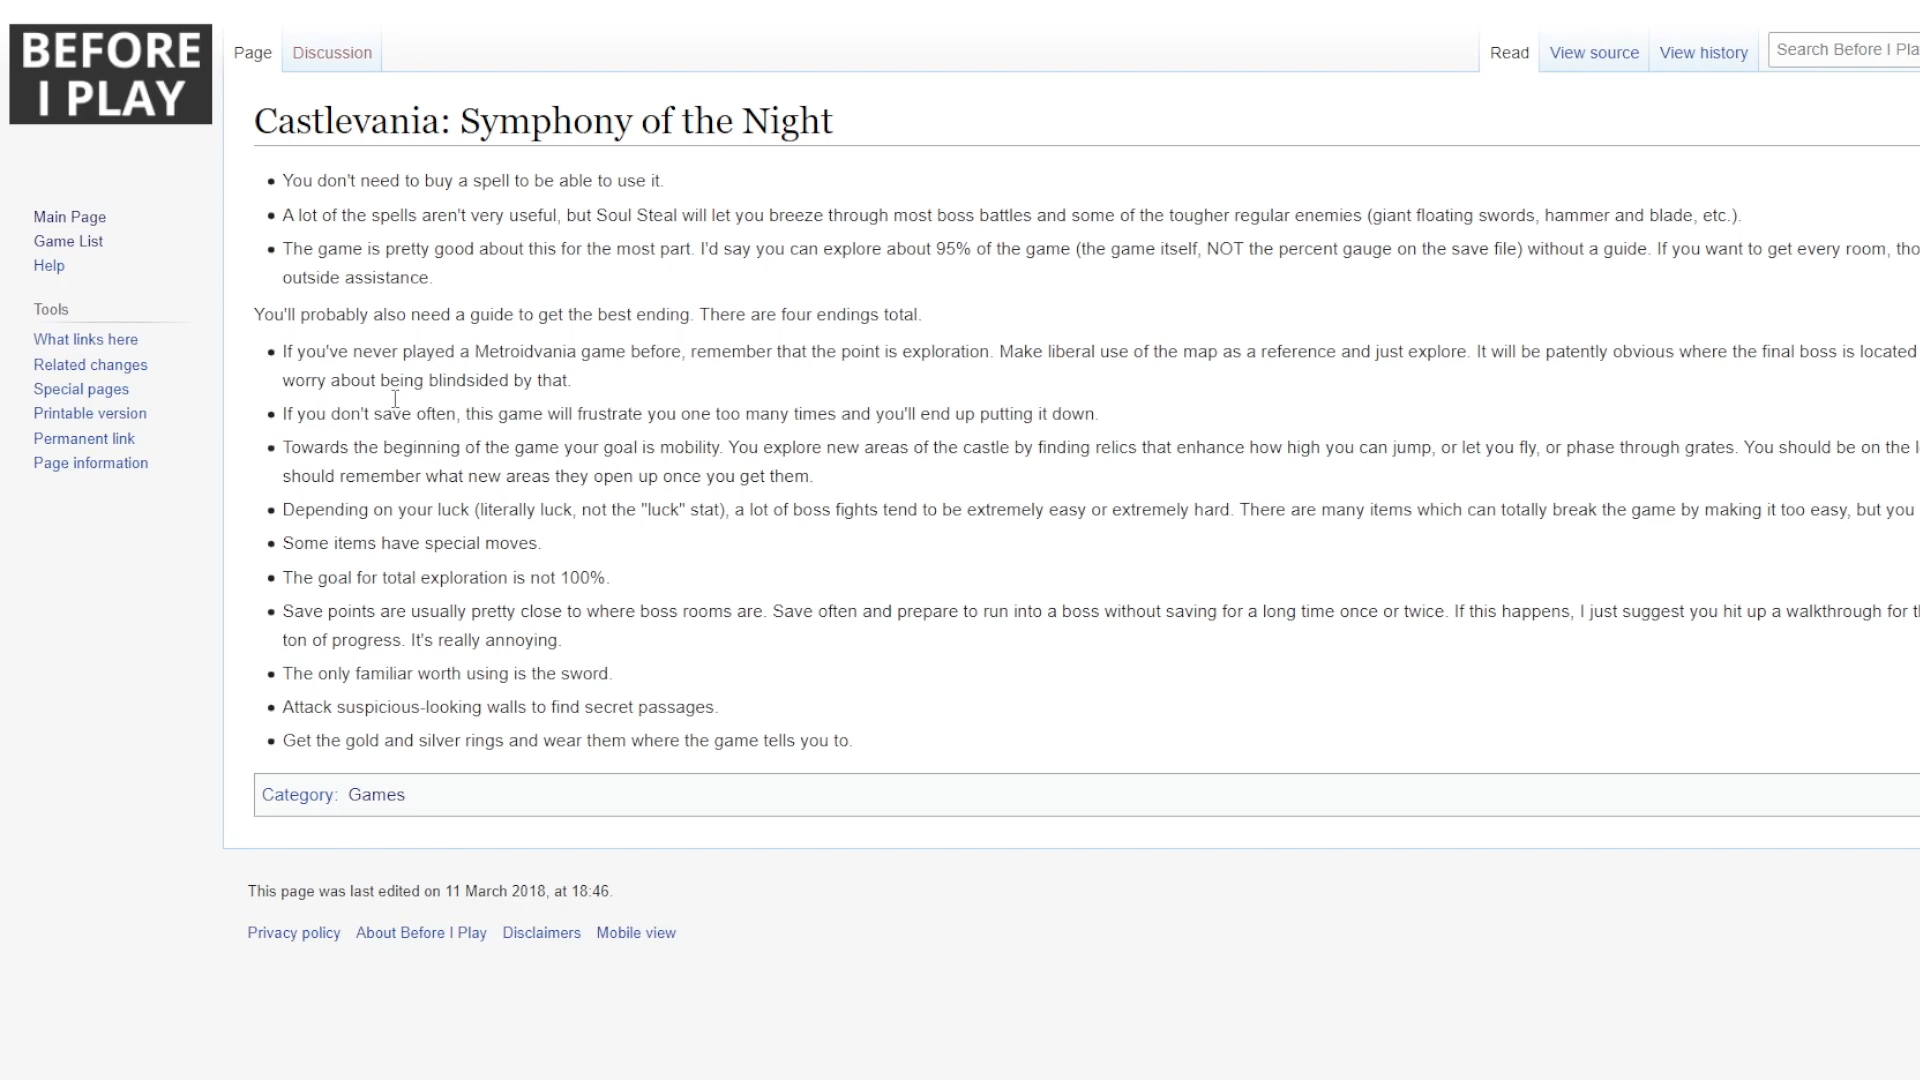 BEFORE
I PLAY
Page
Discussion
Read
View source
View history
Search Before I Pla
Castlevania: Symphony of the Night
You don't need to buy a spell to be able to use it.
A lot of the spells aren't very useful, but Soul Steal will let you breeze through most boss battles and some of the tougher regular enemies (giant floating swords, hammer and blade, etc.).
The game is pretty good about this for the most part. I'd say you can explore about 95% of the game (the game itself, NOT the percent gauge on the save file) without a guide. If you want to get every room, tho
outside assistance.
You'll probably also need a guide to get the best ending. There are four endings total.
If you've never played a Metroidvania game before, remember that the point is exploration. Make liberal use of the map as a reference and just explore. It will be patently obvious where the final boss is located
worry about being blindsided by that.
If you don't save often, this game will frustrate you one too many times and you'll end up putting it down.
Towards the beginning of the game your goal is mobility. You explore new areas of the castle by finding relics that enhance how high you can jump, or let you fly, or phase through grates. You should be on the
should remember what new areas they open up once you get them.
Depending on your luck (literally luck, not the "luck" stat), a lot of boss fights tend to be extremely easy or extremely hard. There are many items which can totally break the game by making it too easy, but you
Some items have special moves.
The goal for total exploration is not 100%.
Save points are usually pretty close to where boss rooms are. Save often and prepare to run into a boss without saving for a long time once or twice. If this happens, I just suggest you hit up a walkthrough for
ton of progress. It's really annoying.
The only familiar worth using is the sword.
Attack suspicious-looking walls to find secret passages.
Get the gold and silver rings and wear them where the game tells you to.
Category: Games
This page was last edited on 11 March 2018, at 18:46.
Privacy policy
About Before I Play
Disclaimers
Mobile view
Main Page
Game List
Help
Tools
What links here
Related changes
Special pages
Printable version
Permanent link
Page information